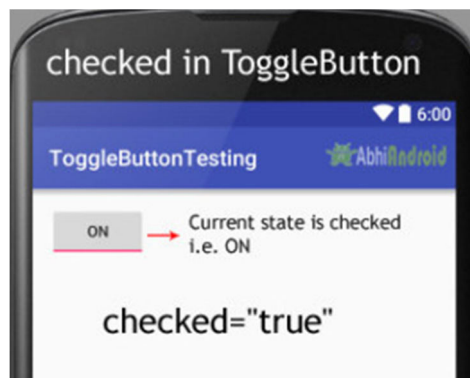 checked in ToggleButton
6:00
ToggleButtonTesting
AbhiAndroid
ON
Current state is checked
i.e. ON
checked="true"